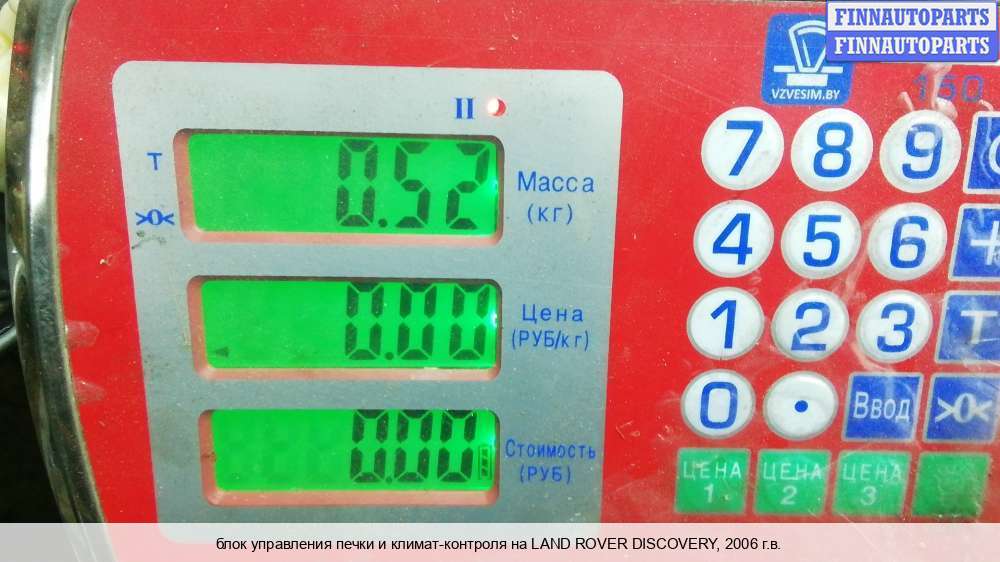 FINNAUTOPARTS
FINNAUTOPARTS
VZVESIM.BY
150
II
T
0.52
Масса
(кг)
>0<
0.00
Цена
(РУБ/кг)
0.00
Стоимость
(РУБ)
7 8 9
4 5 6 +
1 2 3 T
0 . Ввод >0<
ЦЕНА 1 ЦЕНА 2 ЦЕНА 3
блок управления печки и климат-контроля на LAND ROVER DISCOVERY, 2006 г.в.